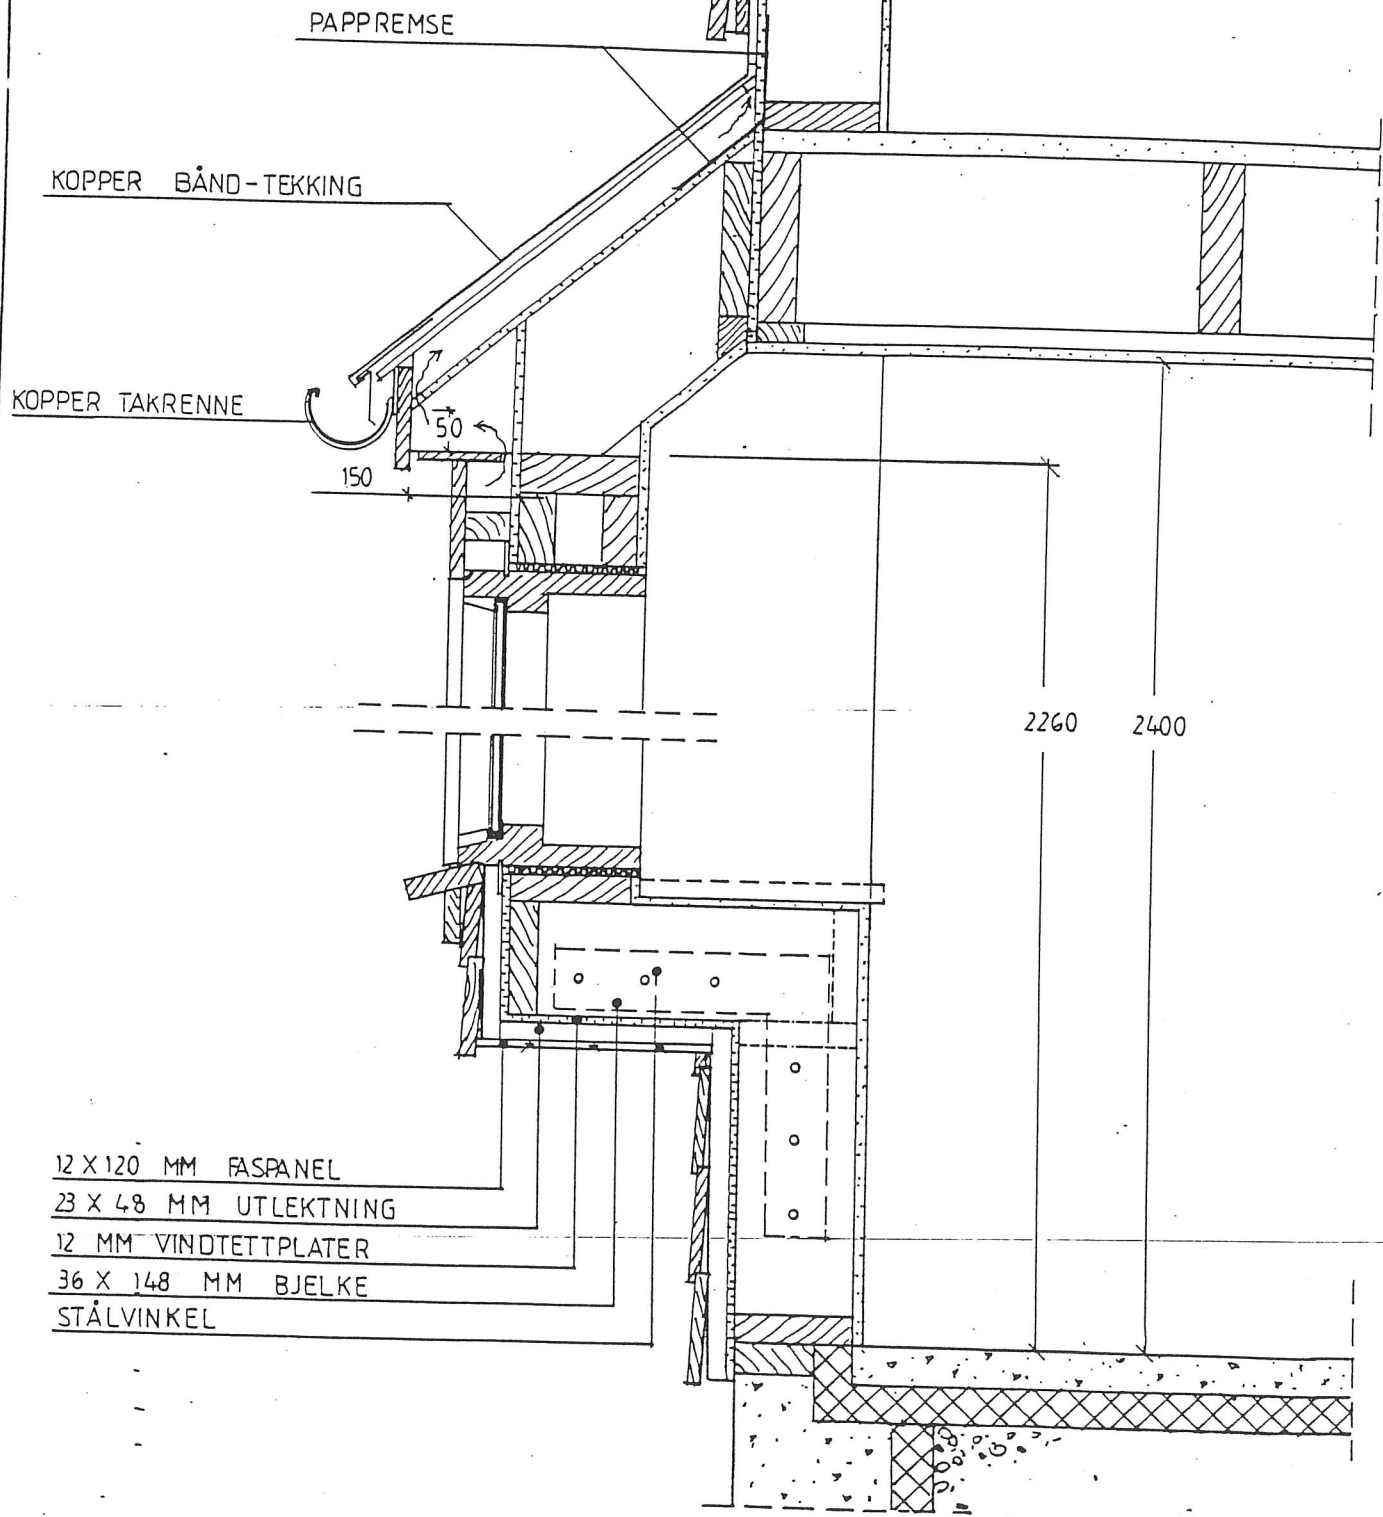 PAPPREMSE
KOPPER BÅND-TEKKING
KOPPER TAKRENNE
50
150
2260
2400
12 X 120 MM FASPANEL
23 X 48 MM UTLEKTNING
12 MM VINDTETTPLATER
36 X 148 MM BJELKE
STÅLVINKEL